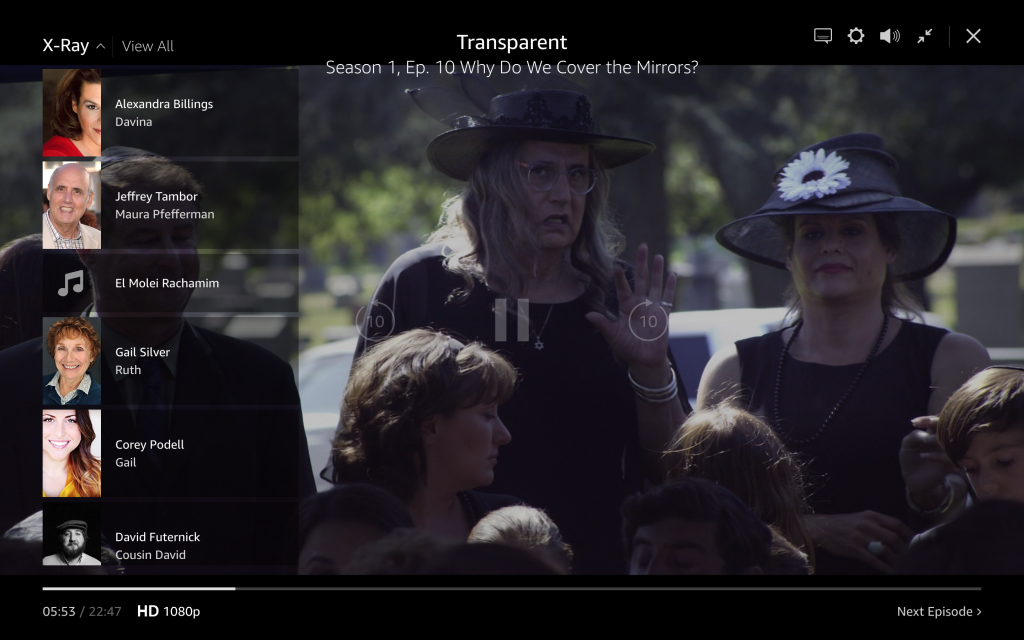 X-Ray
View All
Transparent
Season 1, Ep. 10 Why Do We Cover the Mirrors?
Alexandra Billings
Davina
Jeffrey Tambor
Maura Pfefferman
El Molei Rachamim
Gail Silver
Ruth
Corey Podell
Gail
David Futernick
Cousin David
10
10
05:53 / 22:47 HD 1080p
Next Episode